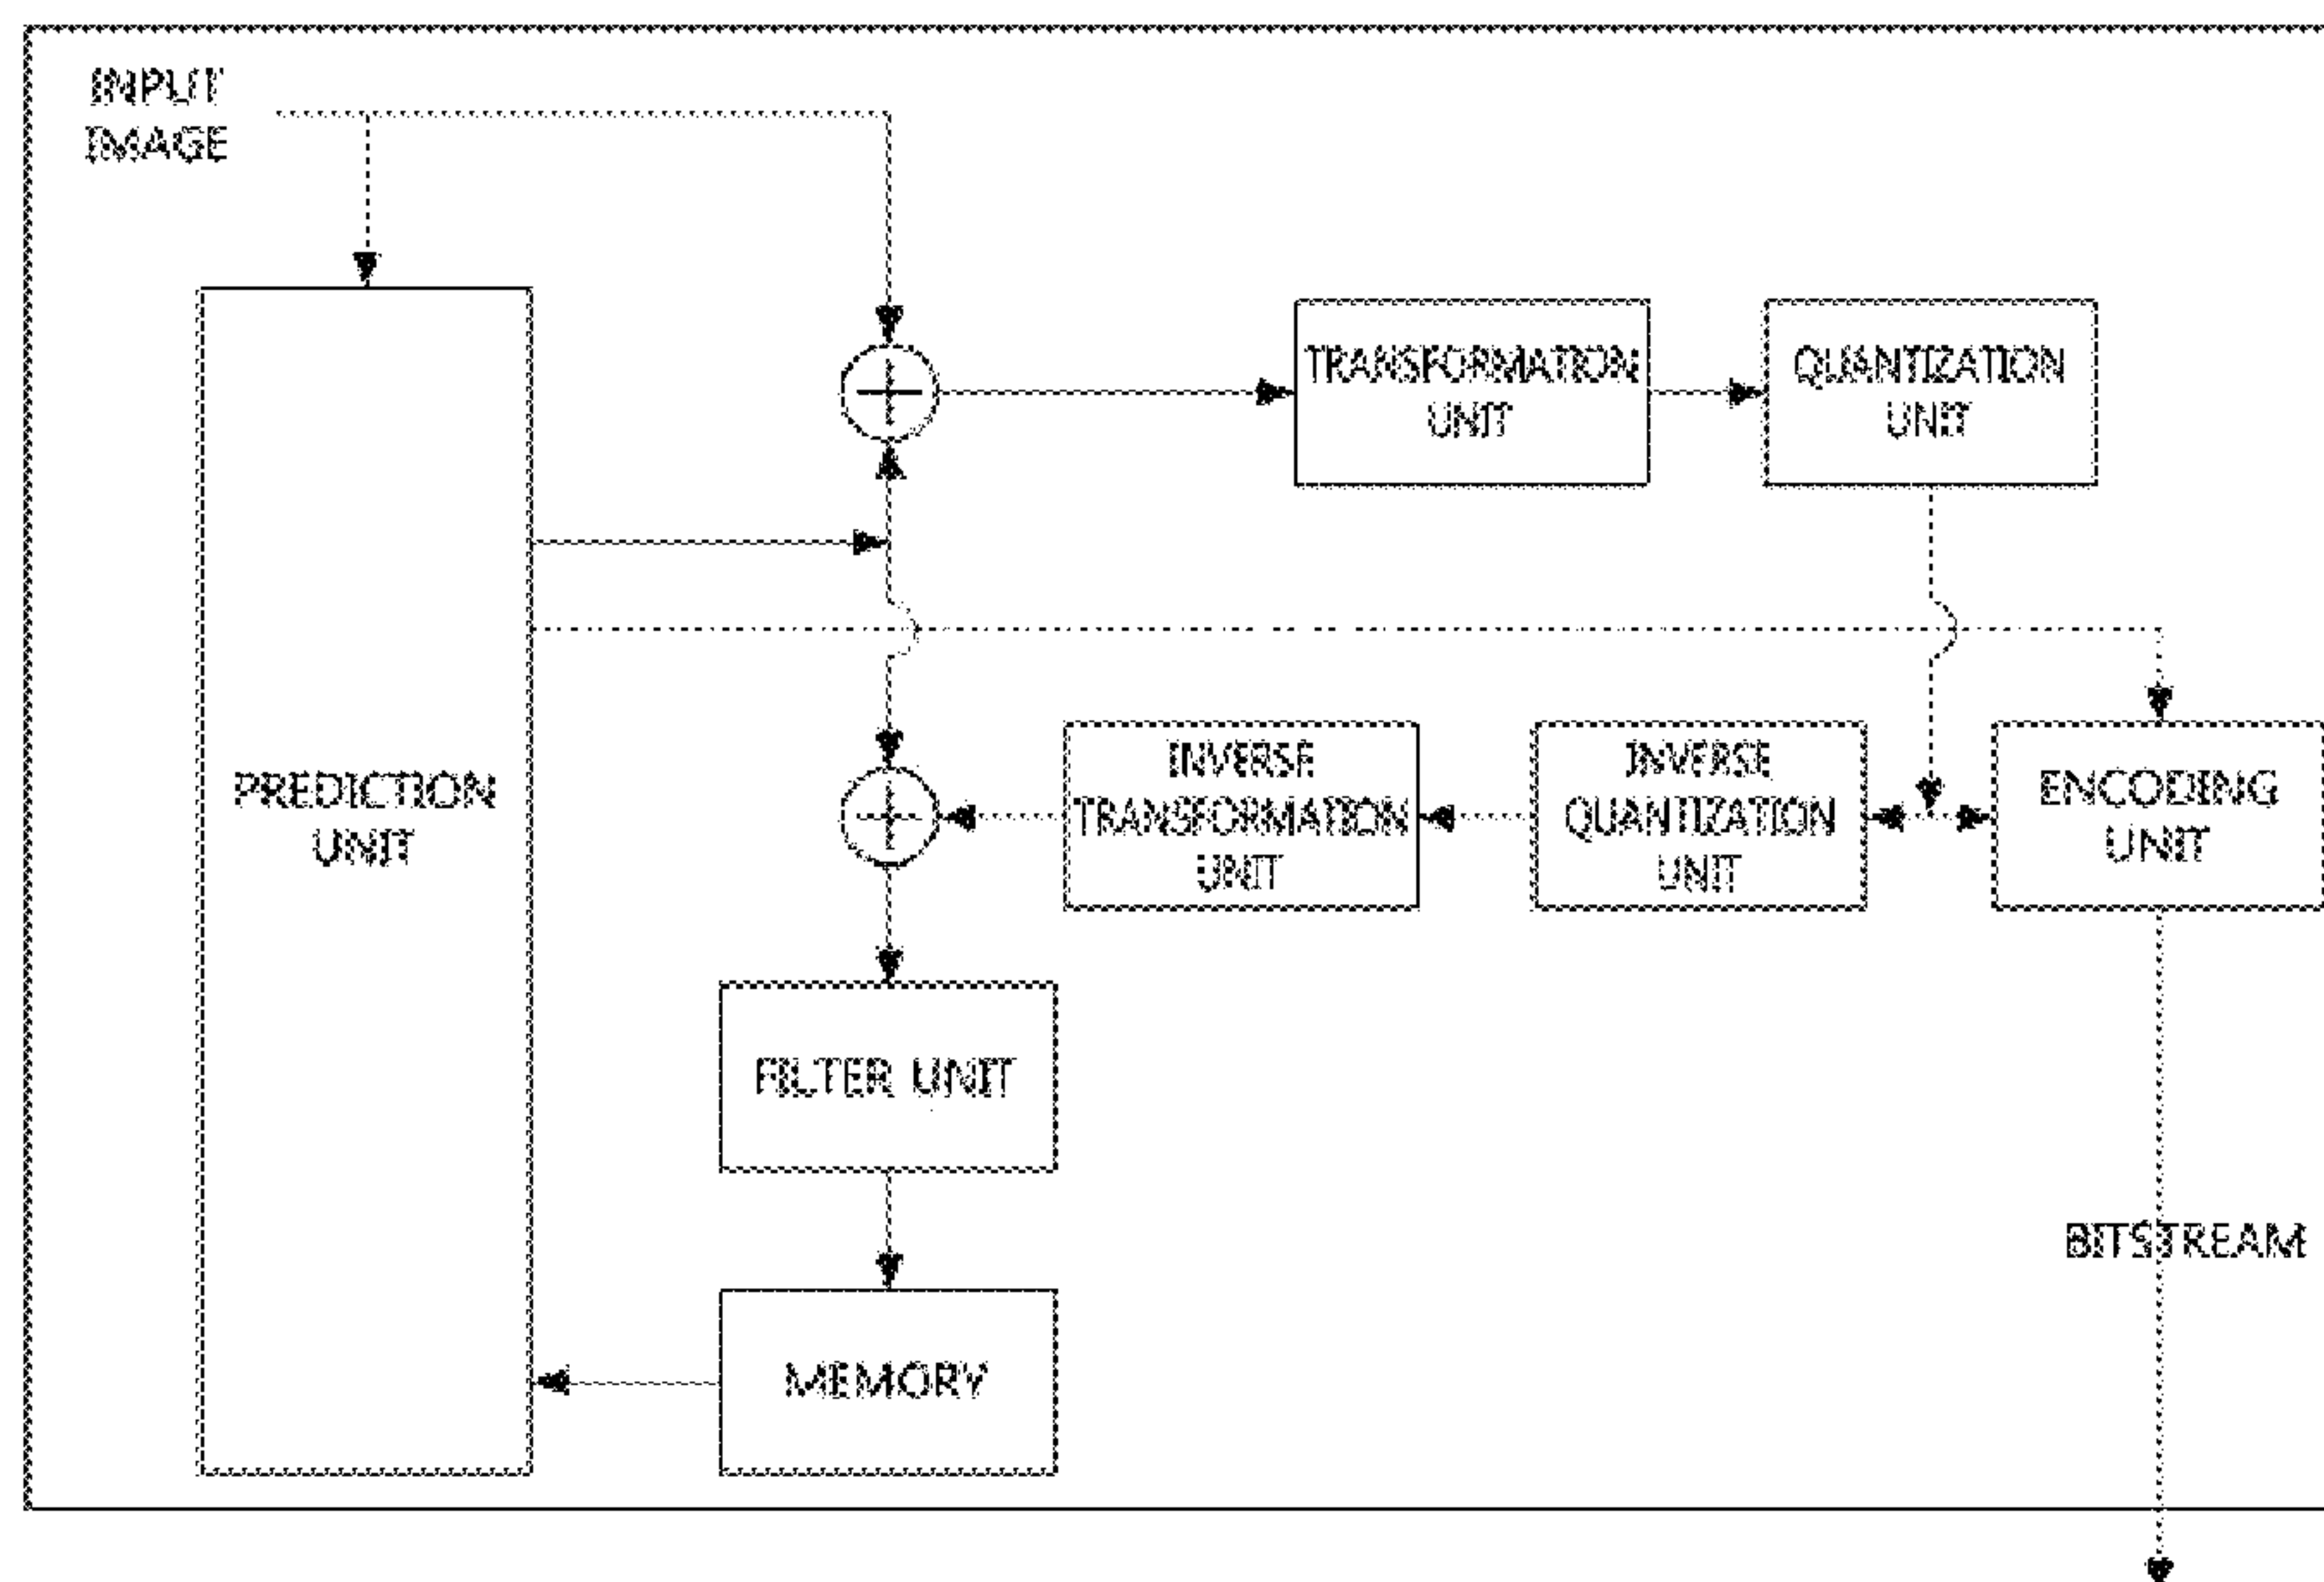 INPUT
IMAGE
TRANSFORMATION
UNIT
QUANTIZATION
UNIT
PREDICTION
UNIT
INVERSE
TRANSFORMATION
UNIT
INVERSE
QUANTIZATION
UNIT
ENCODING
UNIT
FILTER UNIT
BITSTREAM
MEMORY